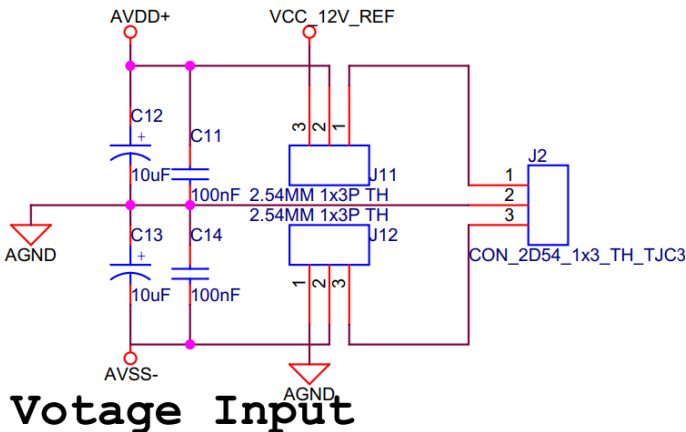 AVDD+
VCC_12V_REF
C12
+
10uF
C11
100nF
3
2
1
J11
2.54MM 1x3P TH
2.54MM 1x3P TH
J12
1
2
3
J2
1
2
3
CON_2D54_1x3_TH_TJC3
AGND
C13
+
10uF
C14
100nF
AVSS-
AGND
Votage Input